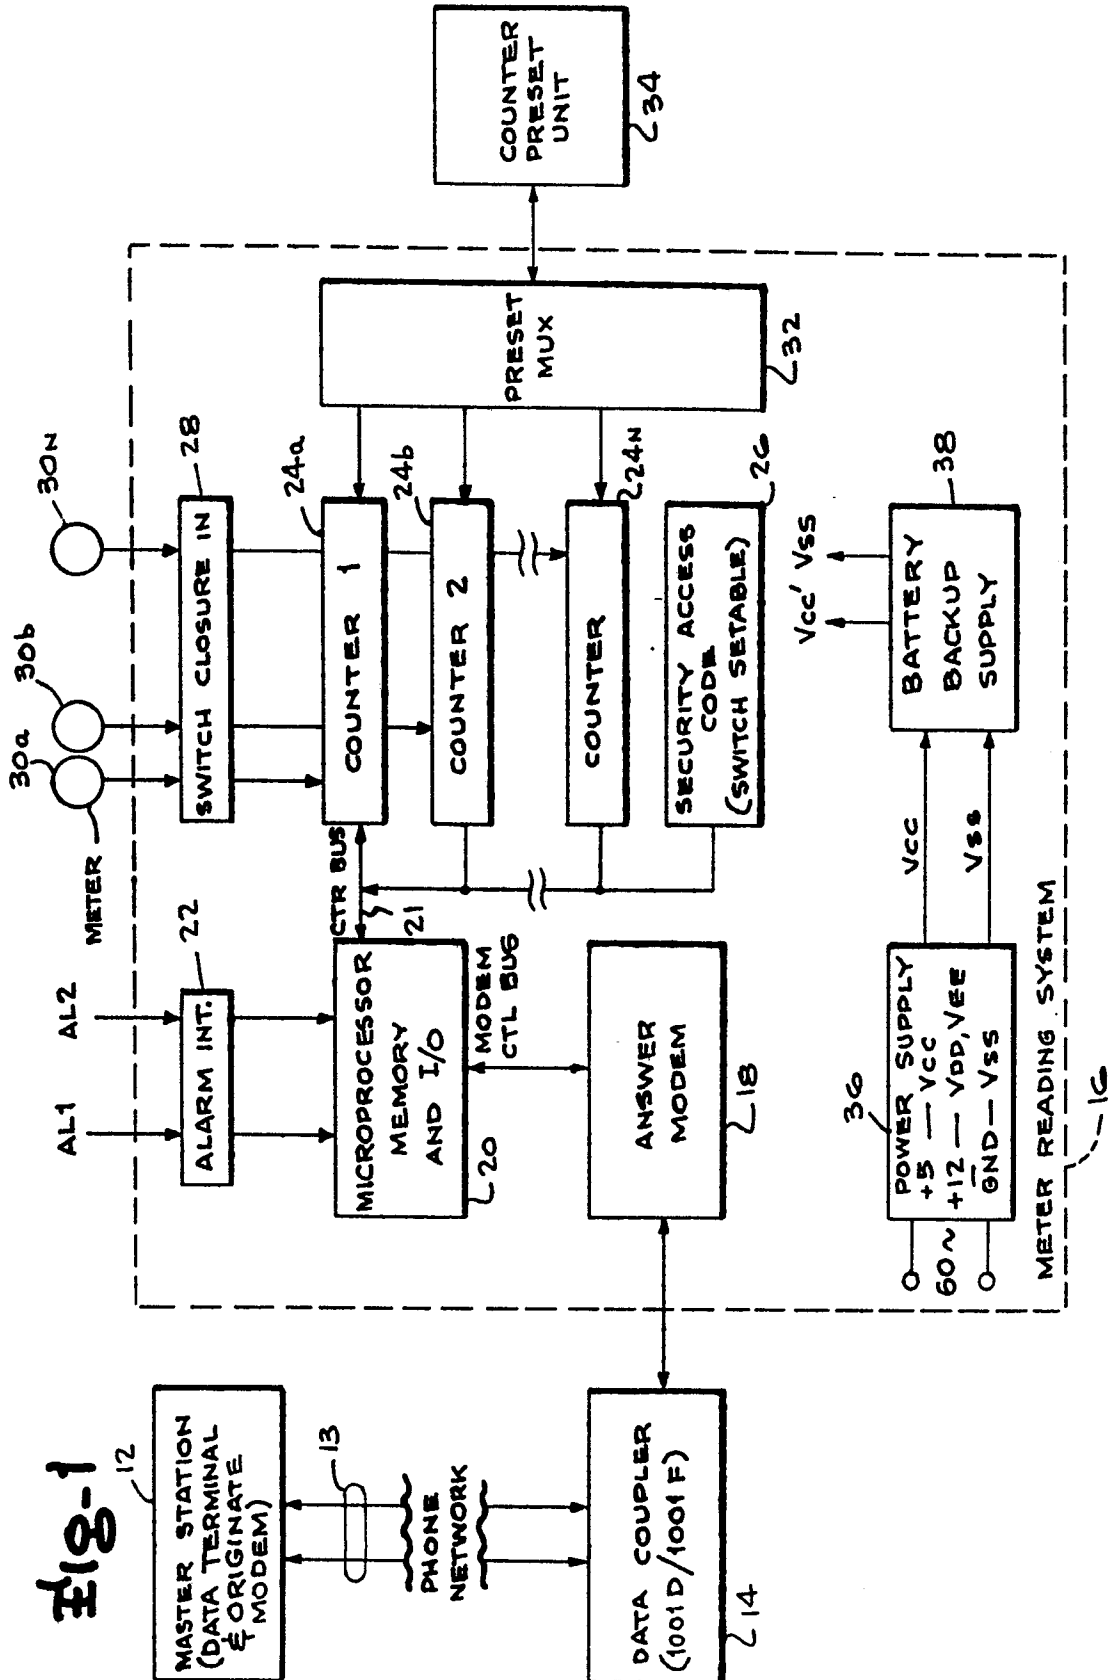 Fig-1
12
MASTER STATION
(DATA TERMINAL
& ORIGINATE
MODEM)
13
PHONE
NETWORK
DATA COUPLER
(1001D/1001F)
14
AL1
AL2
22
ALARM INT.
MICROPROCESSOR
MEMORY
AND I/O
20
CTR BUS
21
MODEM
CTL BUS
ANSWER
MODEM
18
METER
30a
30b
30N
SWITCH CLOSURE IN
28
24a
COUNTER 1
24b
COUNTER 2
24N
COUNTER
SECURITY ACCESS
CODE
(SWITCH SETABLE)
26
PRESET
MUX
32
COUNTER
PRESET
UNIT
34
36
POWER SUPPLY
+5 — VCC
+12 — VDD, VEE
GND — VSS
60~
VCC
VSS
BATTERY
BACKUP
SUPPLY
38
VCC' VSS
METER READING SYSTEM
16